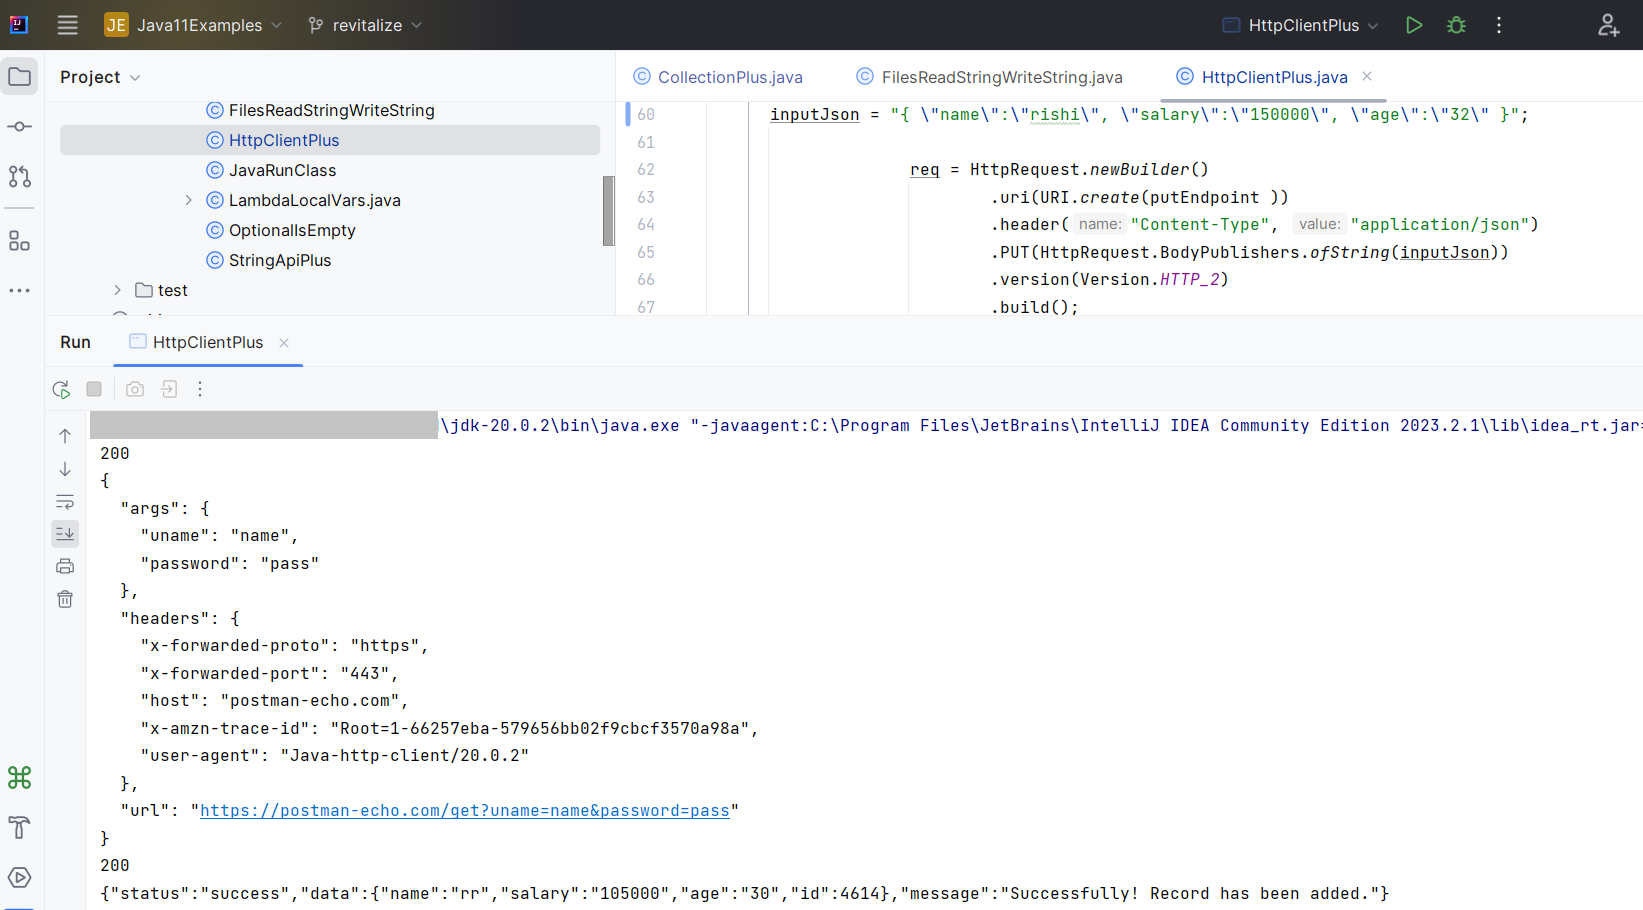 JE Java11Examples revitalize HttpClientPlus
Project
CollectionPlus.java FilesReadStringWriteString.java HttpClientPlus.java
FilesReadStringWriteString
HttpClientPlus
JavaRunClass
LambdaLocalVars.java
OptionalIsEmpty
StringApiPlus
test
60 inputJson = "{ \"name\":\"rishi\", \"salary\":\"150000\", \"age\":\"32\" }";
61
62 req = HttpRequest.newBuilder()
63 .uri(URI.create(putEndpoint ))
64 .header( name: "Content-Type", value: "application/json")
65 .PUT(HttpRequest.BodyPublishers.ofString(inputJson))
66 .version(Version.HTTP_2)
67 .build();
Run HttpClientPlus
\jdk-20.0.2\bin\java.exe "-javaagent:C:\Program Files\JetBrains\IntelliJ IDEA Community Edition 2023.2.1\lib\idea_rt.jar=
200
{
"args": {
"uname": "name",
"password": "pass"
},
"headers": {
"x-forwarded-proto": "https",
"x-forwarded-port": "443",
"host": "postman-echo.com",
"x-amzn-trace-id": "Root=1-66257eba-579656bb02f9cbcf3570a98a",
"user-agent": "Java-http-client/20.0.2"
},
"url": "https://postman-echo.com/get?uname=name&password=pass"
}
200
{"status":"success","data":{"name":"rr","salary":"105000","age":"30","id":4614},"message":"Successfully! Record has been added."}